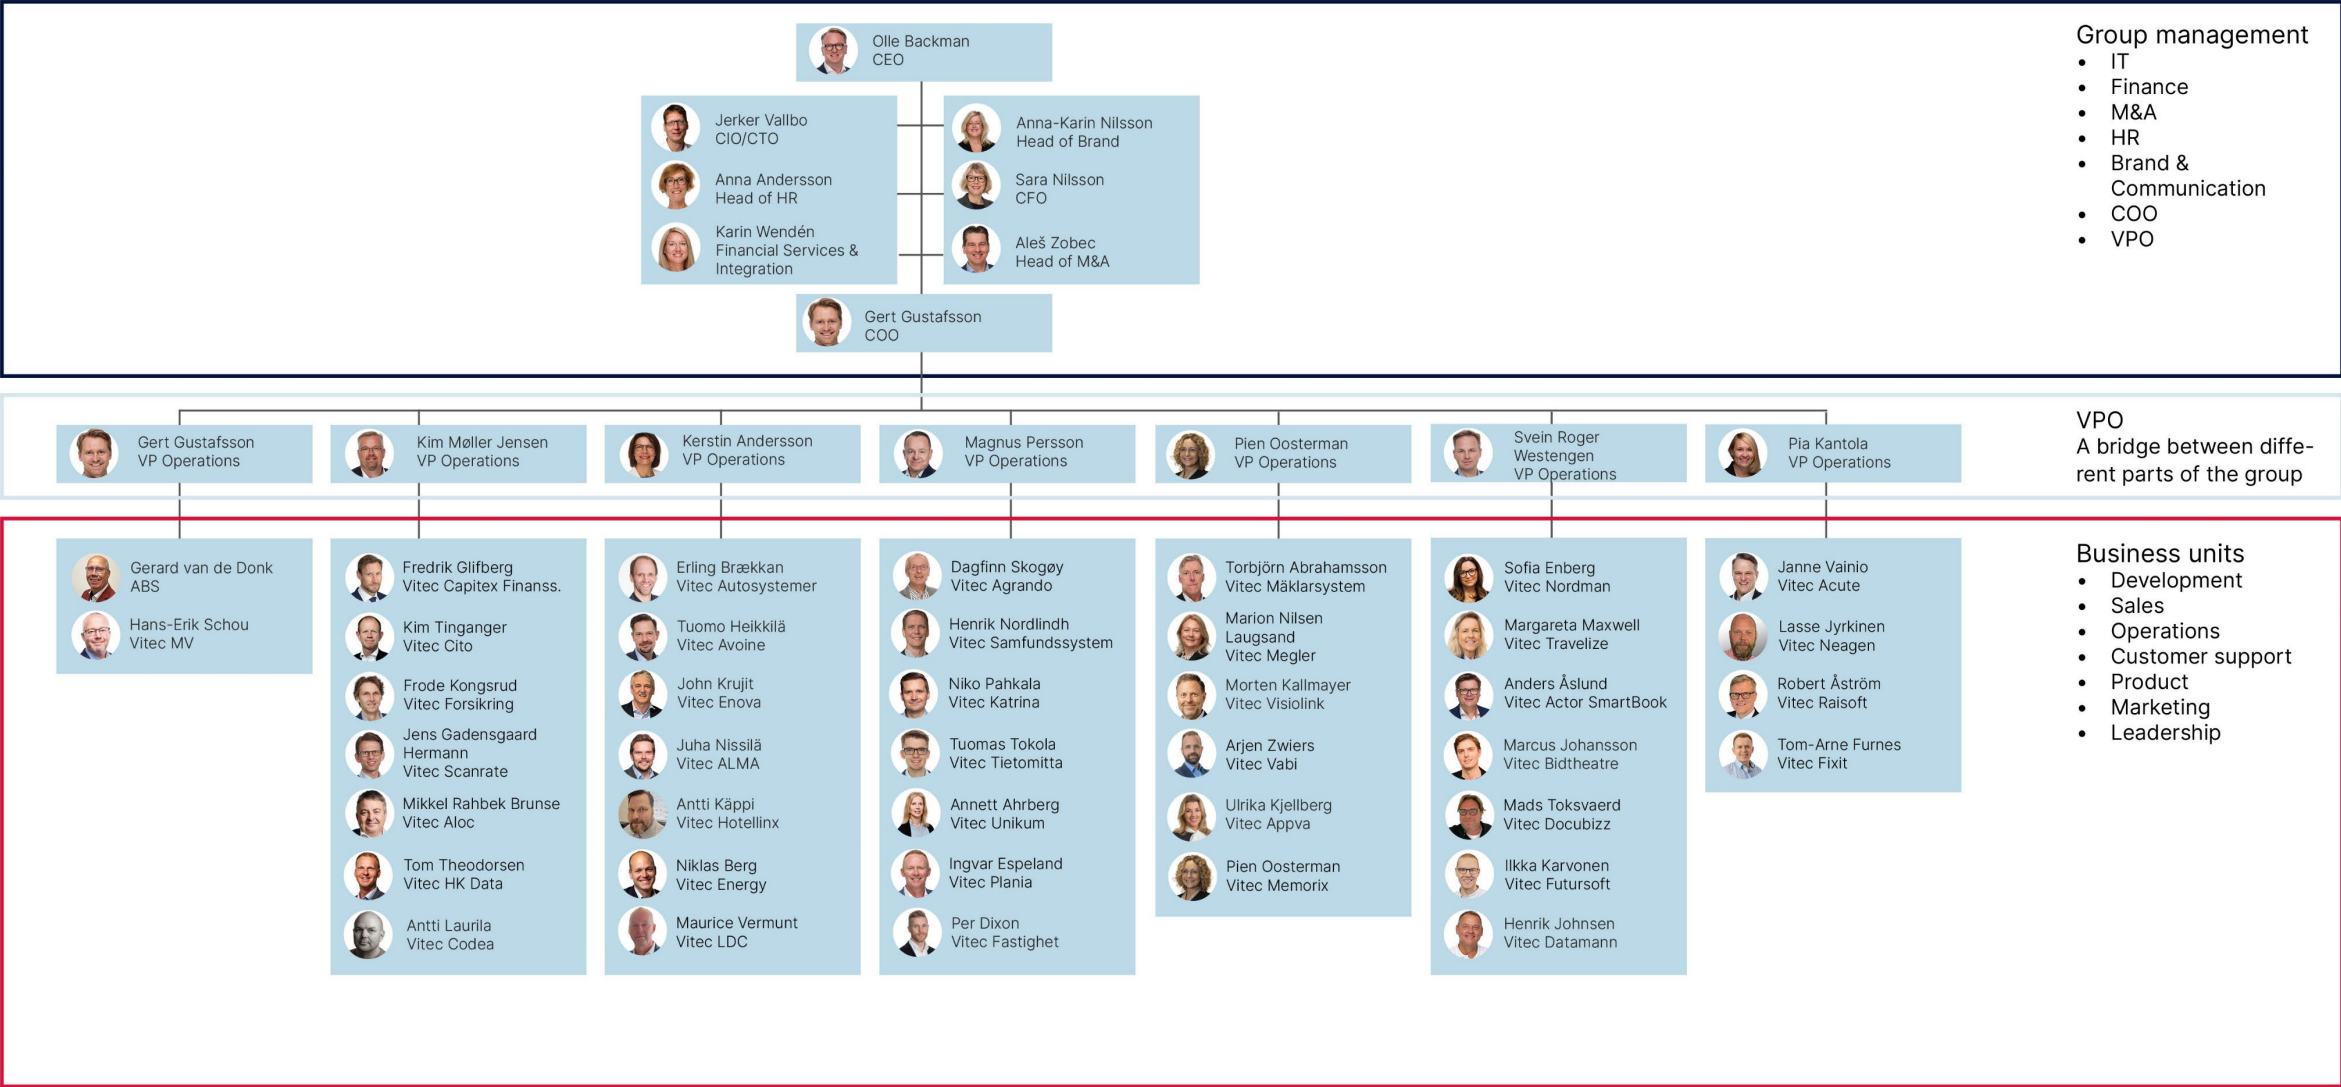 Olle Backman
CEO
Jerker Vallbo
CIO/CTO
Anna Andersson
Head of HR
Karin Wendén
Financial Services &
Integration
Anna-Karin Nilsson
Head of Brand
Sara Nilsson
CFO
Aleš Zobec
Head of M&A
Gert Gustafsson
COO
Group management
• IT
• Finance
• M&A
• HR
• Brand &
Communication
• COO
• VPO
Gert Gustafsson
VP Operations
Kim Møller Jensen
VP Operations
Kerstin Andersson
VP Operations
Magnus Persson
VP Operations
Pien Oosterman
VP Operations
Svein Roger
Westengen
VP Operations
Pia Kantola
VP Operations
VPO
A bridge between diffe-
rent parts of the group
Gerard van de Donk
ABS
Hans-Erik Schou
Vitec MV
Fredrik Glifberg
Vitec Capitex Finanss.
Kim Tinganger
Vitec Cito
Frode Kongsrud
Vitec Forsikring
Jens Gadensgaard
Hermann
Vitec Scanrate
Mikkel Rahbek Brunse
Vitec Aloc
Tom Theodorsen
Vitec HK Data
Antti Laurila
Vitec Codea
Erling Brækkan
Vitec Autosystemer
Tuomo Heikkilä
Vitec Avoine
John Krujit
Vitec Enova
Juha Nissilä
Vitec ALMA
Antti Käppi
Vitec Hotellinx
Niklas Berg
Vitec Energy
Maurice Vermunt
Vitec LDC
Dagfinn Skogøy
Vitec Agrando
Henrik Nordlindh
Vitec Samfundssystem
Niko Pahkala
Vitec Katrina
Tuomas Tokola
Vitec Tietomitta
Annett Ahrberg
Vitec Unikum
Ingvar Espeland
Vitec Plania
Per Dixon
Vitec Fastighet
Torbjörn Abrahamsson
Vitec Mäklarsystem
Marion Nilsen
Laugsand
Vitec Megler
Morten Kallmayer
Vitec Visiolink
Arjen Zwiers
Vitec Vabi
Ulrika Kjellberg
Vitec Appva
Pien Oosterman
Vitec Memorix
Sofia Enberg
Vitec Nordman
Margareta Maxwell
Vitec Travelize
Anders Åslund
Vitec Actor SmartBook
Marcus Johansson
Vitec Bidtheatre
Mads Toksvaerd
Vitec Docubizz
Ilkka Karvonen
Vitec Futursoft
Henrik Johnsen
Vitec Datamann
Janne Vainio
Vitec Acute
Lasse Jyrkinen
Vitec Neagen
Robert Åström
Vitec Raisoft
Tom-Arne Furnes
Vitec Fixit
Business units
• Development
• Sales
• Operations
• Customer support
• Product
• Marketing
• Leadership